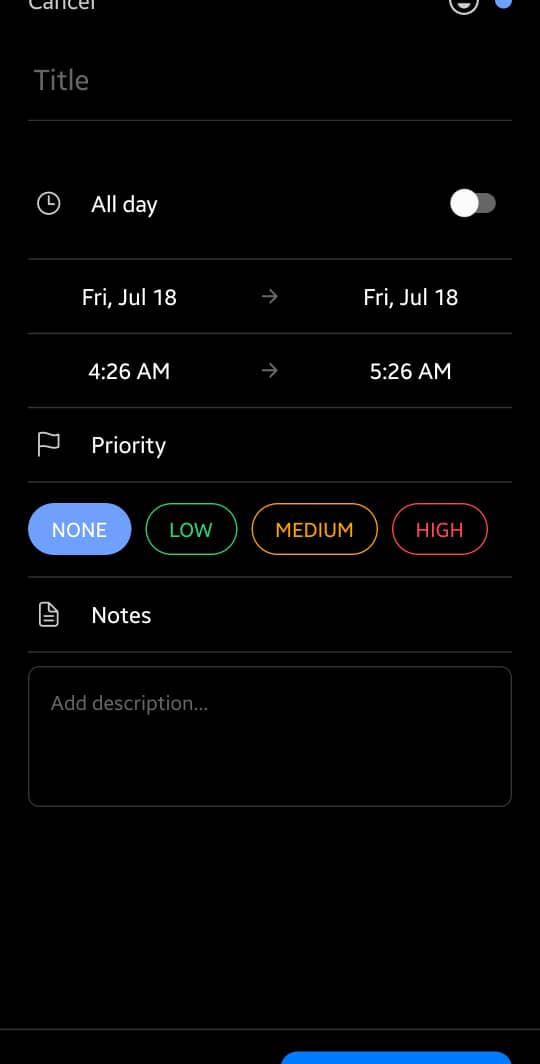 Cancel
Title
All day
Fri, Jul 18 → Fri, Jul 18
4:26 AM → 5:26 AM
Priority
NONE LOW MEDIUM HIGH
Notes
Add description...